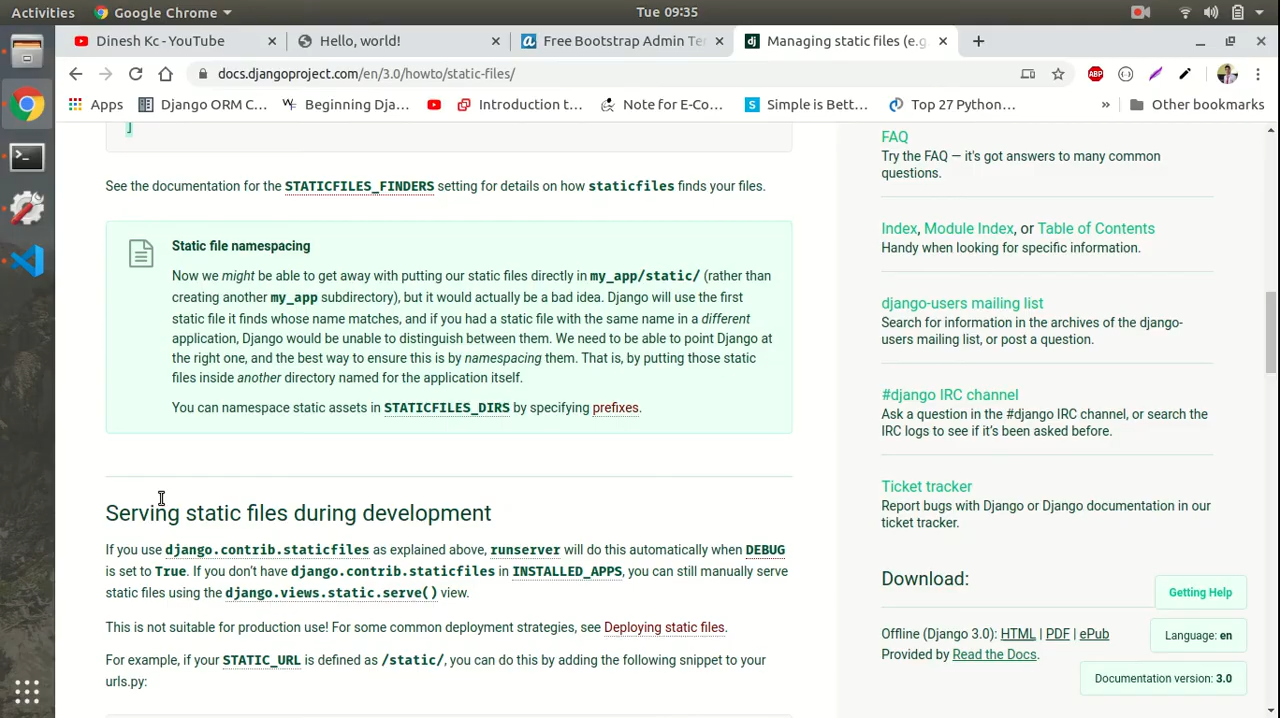 Activities
Google Chrome
Tue 09:35
Dinesh Kc - YouTube
Hello, world!
Free Bootstrap Admin Ter
Managing static files (e.g.
docs.djangoproject.com/en/3.0/howto/static-files/
ABP
Apps
Django ORM C...
Beginning Dja...
Introduction t...
Note for E-Co...
Simple is Bett...
Top 27 Python...
»
Other bookmarks
]
See the documentation for the STATICFILES_FINDERS setting for details on how staticfiles finds your files.
Static file namespacing
Now we might be able to get away with putting our static files directly in my_app/static/ (rather than
creating another my_app subdirectory), but it would actually be a bad idea. Django will use the first
static file it finds whose name matches, and if you had a static file with the same name in a different
application, Django would be unable to distinguish between them. We need to be able to point Django at
the right one, and the best way to ensure this is by namespacing them. That is, by putting those static
files inside another directory named for the application itself.
You can namespace static assets in STATICFILES_DIRS by specifying prefixes.
Serving static files during development
If you use django.contrib.staticfiles as explained above, runserver will do this automatically when DEBUG
is set to True. If you don't have django.contrib.staticfiles in INSTALLED_APPS, you can still manually serve
static files using the django.views.static.serve() view.
This is not suitable for production use! For some common deployment strategies, see Deploying static files.
For example, if your STATIC_URL is defined as /static/, you can do this by adding the following snippet to your
urls.py:
FAQ
Try the FAQ — it's got answers to many common
questions.
Index, Module Index, or Table of Contents
Handy when looking for specific information.
django-users mailing list
Search for information in the archives of the django-
users mailing list, or post a question.
#django IRC channel
Ask a question in the #django IRC channel, or search the
IRC logs to see if it's been asked before.
Ticket tracker
Report bugs with Django or Django documentation in our
ticket tracker.
Download:
Offline (Django 3.0): HTML | PDF | ePub
Provided by Read the Docs.
Getting Help
Language: en
Documentation version: 3.0